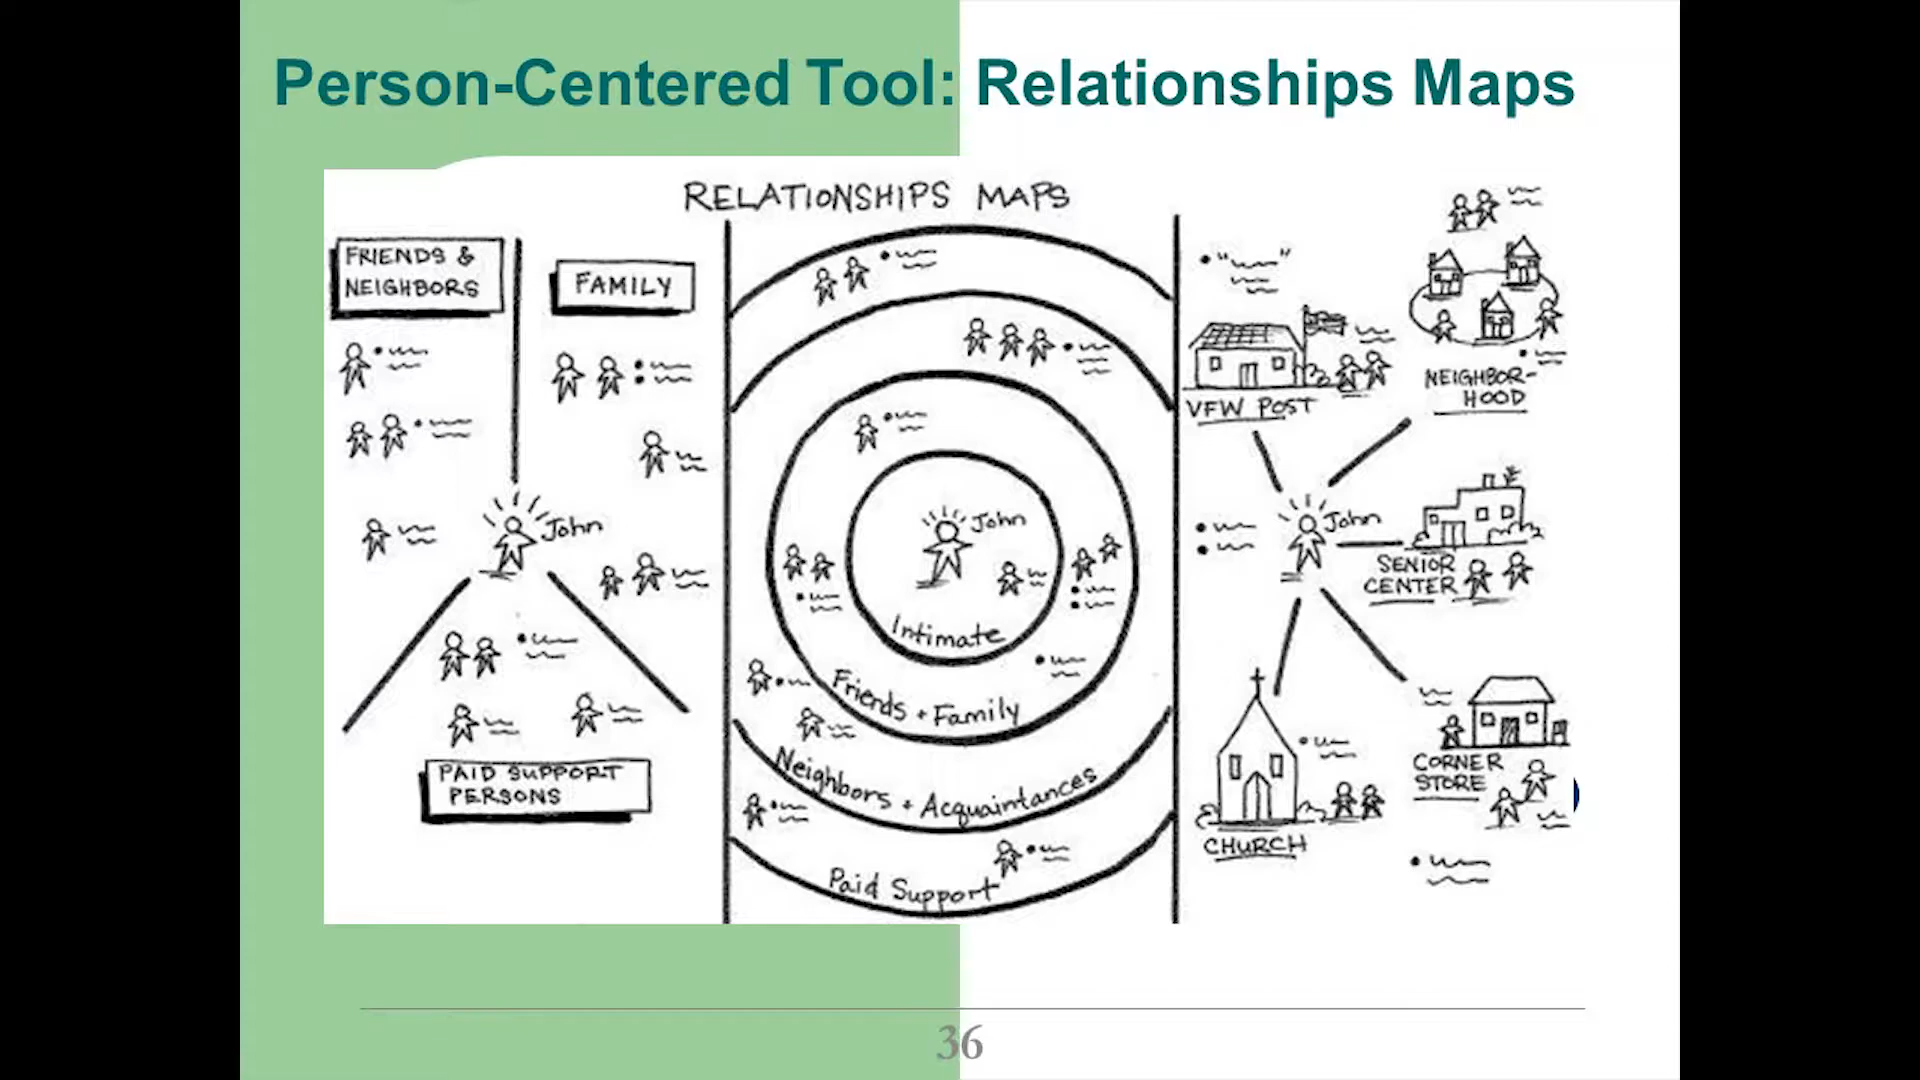 Person-Centered Tool: Relationships Maps
RELATIONSHIPS MAPS
FRIENDS &
NEIGHBORS
FAMILY
John
PAID SUPPORT
PERSONS
John
Intimate
Friends + Family
Neighbors + Acquaintances
Paid Support
VFW POST
NEIGHBOR-
HOOD
John
SENIOR
CENTER
CHURCH
CORNER
STORE
36